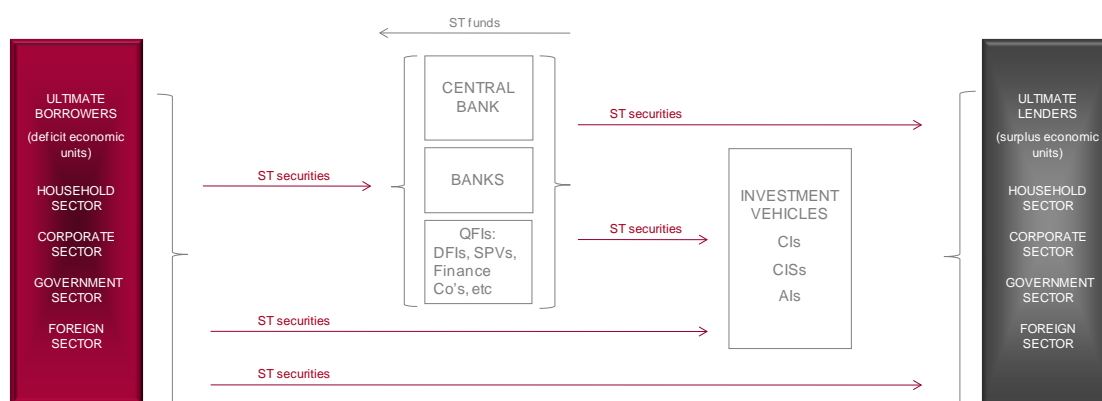 ST funds
ULTIMATE
BORROWERS
(deficit economic
units)
HOUSEHOLD
SECTOR
CORPORATE
SECTOR
GOVERNMENT
SECTOR
FOREIGN
SECTOR
ST securities
CENTRAL
BANK
BANKS
QFIs:
DFIs, SPVs,
Finance
Co's, etc
ST securities
ST securities
INVESTMENT
VEHICLES
CIs
CISs
AIs
ST securities
ST securities
ULTIMATE
LENDERS
(surplus economic
units)
HOUSEHOLD
SECTOR
CORPORATE
SECTOR
GOVERNMENT
SECTOR
FOREIGN
SECTOR